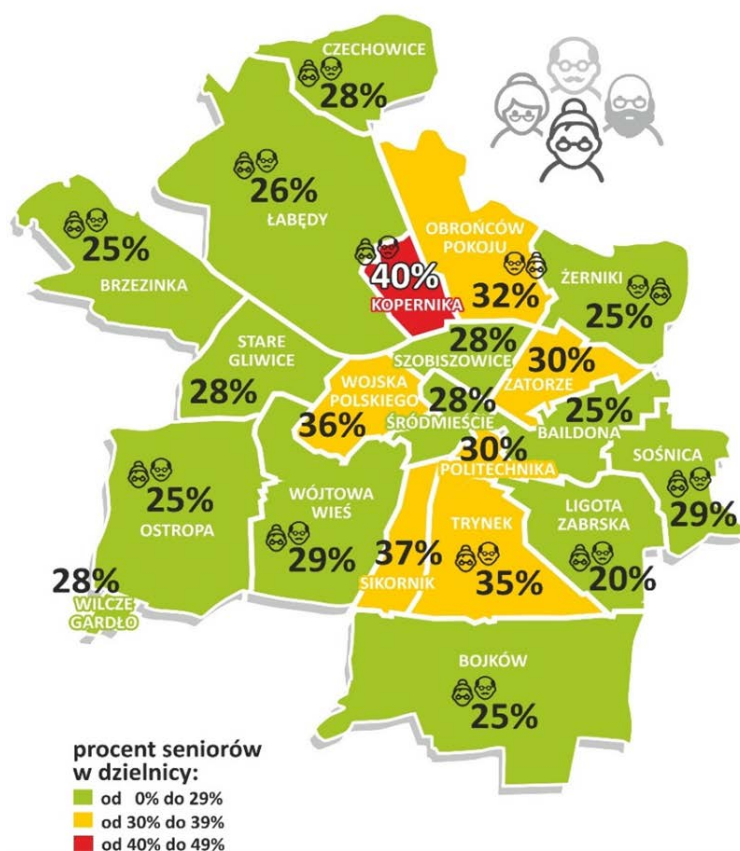 CZECHOWICE
28%
26%
ŁABĘDY
25%
BRZEZINKA
OBROŃCÓW
POKOJU
32%
40%
KOPERNIKA
ŻERNIKI
25%
STARE
GLIWICE
28%
28%
SZOBISZOWICE
30%
ZATORZE
WOJSKA
POLSKIEGO
36%
28%
ŚRÓDMIEŚCIE
25%
BAILDONA
30%
POLITECHNIKA
SOŚNICA
29%
25%
OSTROPA
WÓJTOWA
WIEŚ
29%
37%
SIKORNIK
TRYNEK
35%
LIGOTA
ZABRSKA
20%
28%
WILCZE
GARDŁO
BOJKÓW
25%
procent seniorów
w dzielnicy:
od 0% do 29%
od 30% do 39%
od 40% do 49%